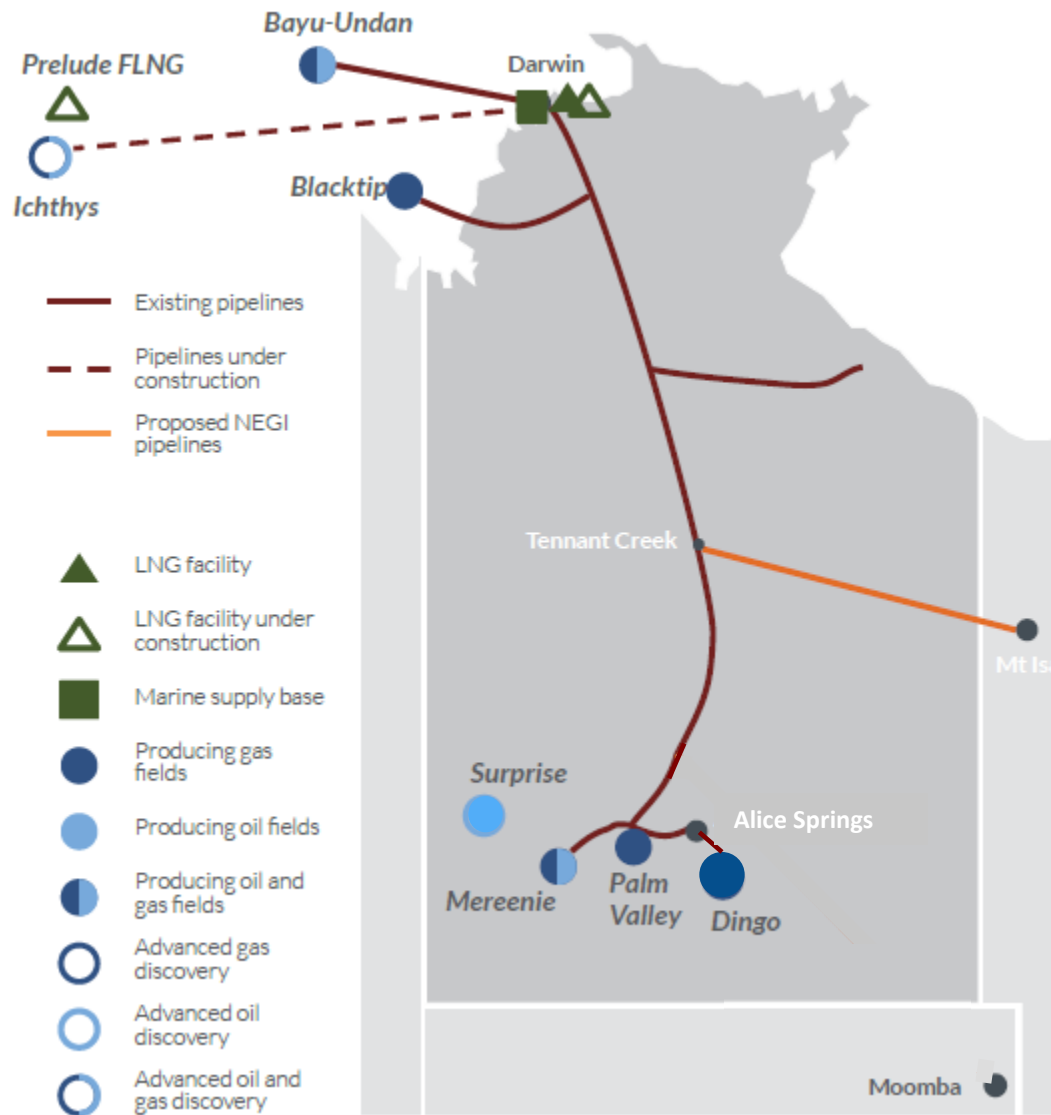 Bayu-Undan
Prelude FLNG
Darwin
Blacktip
Ichthys
Existing pipelines
Pipelines under
construction
Proposed NEGI
pipelines
Tennant Creek
LNG facility
LNG facility under
construction
Mt Isa
Marine supply base
Producing gas
fields
Surprise
Producing oil fields
Alice Springs
Producing oil and
gas fields
Mereenie
Palm
Valley
Dingo
Advanced gas
discovery
Advanced oil
discovery
Advanced oil and
gas discovery
Moomba